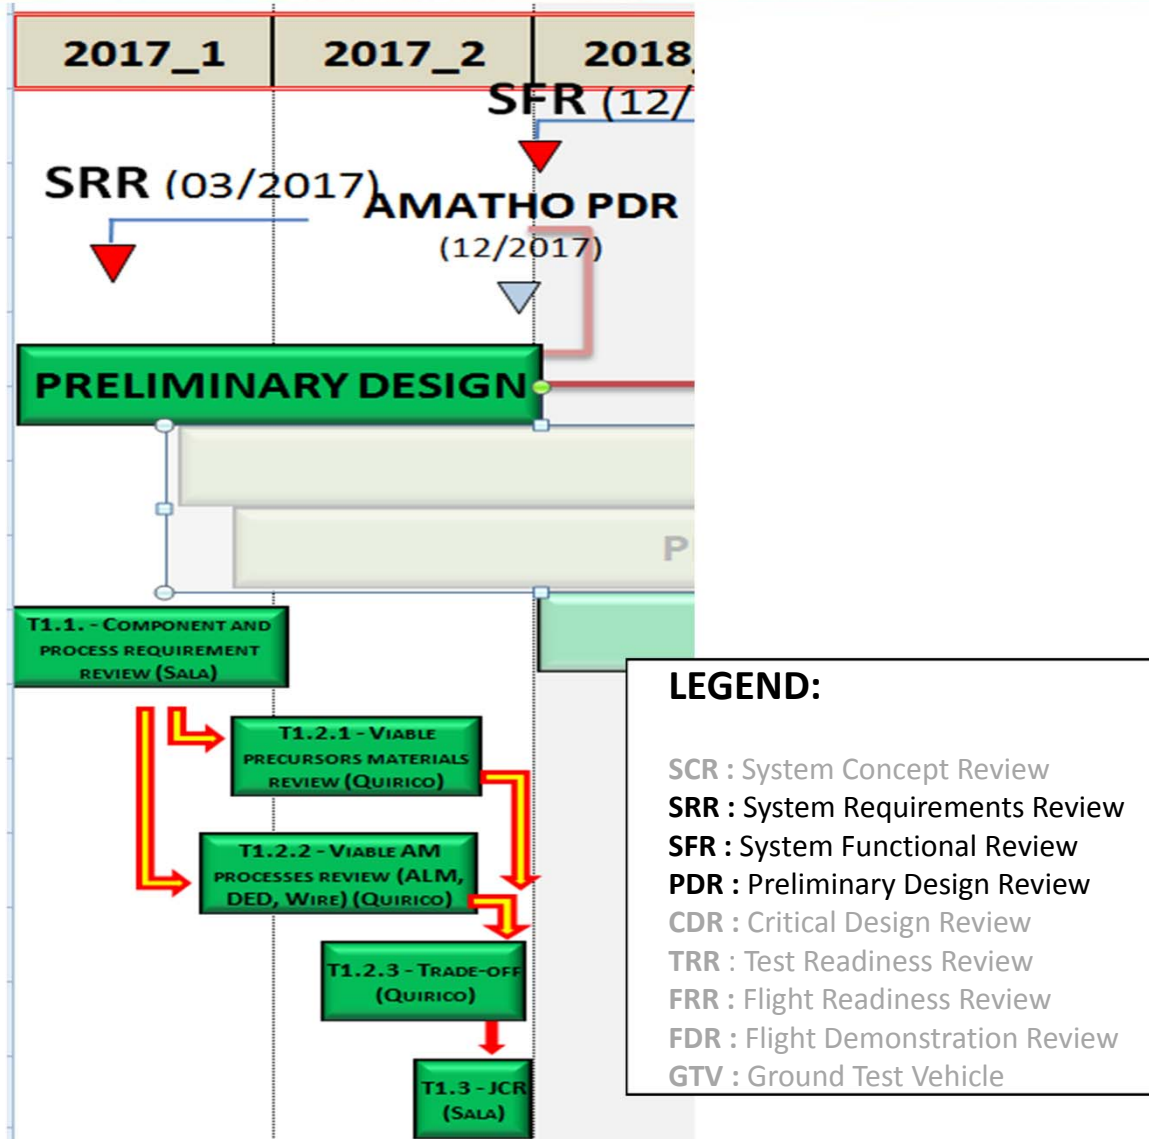 2017_1
2017_2
2018
SFR (12/
SRR (03/2017)
AMATHO PDR
(12/2017)
PRELIMINARY DESIGN
P
T1.1. - COMPONENT AND
PROCESS REQUIREMENT
REVIEW (SALA)
T1.2.1 - VIABLE
PRECURSORS MATERIALS
REVIEW (QUIRICO)
T1.2.2 - VIABLE AM
PROCESSES REVIEW (ALM,
DED, WIRE) (QUIRICO)
T1.2.3 - TRADE-OFF
(QUIRICO)
T1.3 - JCR
(SALA)
LEGEND:
SCR : System Concept Review
SRR : System Requirements Review
SFR : System Functional Review
PDR : Preliminary Design Review
CDR : Critical Design Review
TRR : Test Readiness Review
FRR : Flight Readiness Review
FDR : Flight Demonstration Review
GTV : Ground Test Vehicle